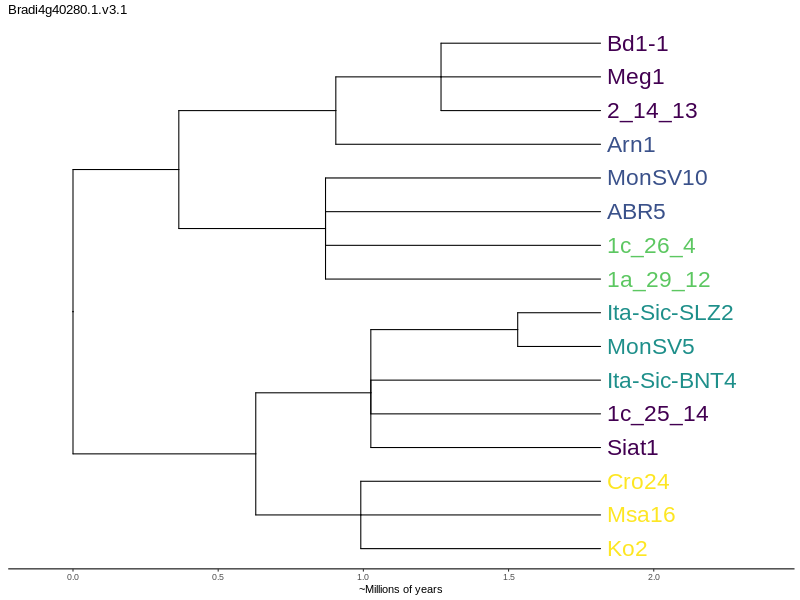 Bradi4g40280.1.v3.1
Bd1-1
Meg1
2_14_13
Arn1
MonSV10
ABR5
1c_26_4
1a_29_12
Ita-Sic-SLZ2
MonSV5
Ita-Sic-BNT4
1c_25_14
Siat1
Cro24
Msa16
Ko2
0.0 0.5 1.0 1.5 2.0
~Millions of years